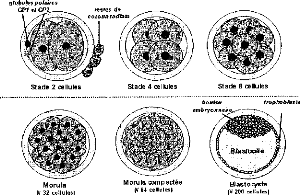 globules polaires
GP1 et GP2
restes de
corona radiata
Stade 2 cellules
Stade 4 cellules
Stade 8 cellules
bouton
embryonnaire
trophoblaste
Blastocèle
Morula
Morula compactée
Blastocyste
(# 32 cellules)
(# 64 cellules)
(# 200 cellules)